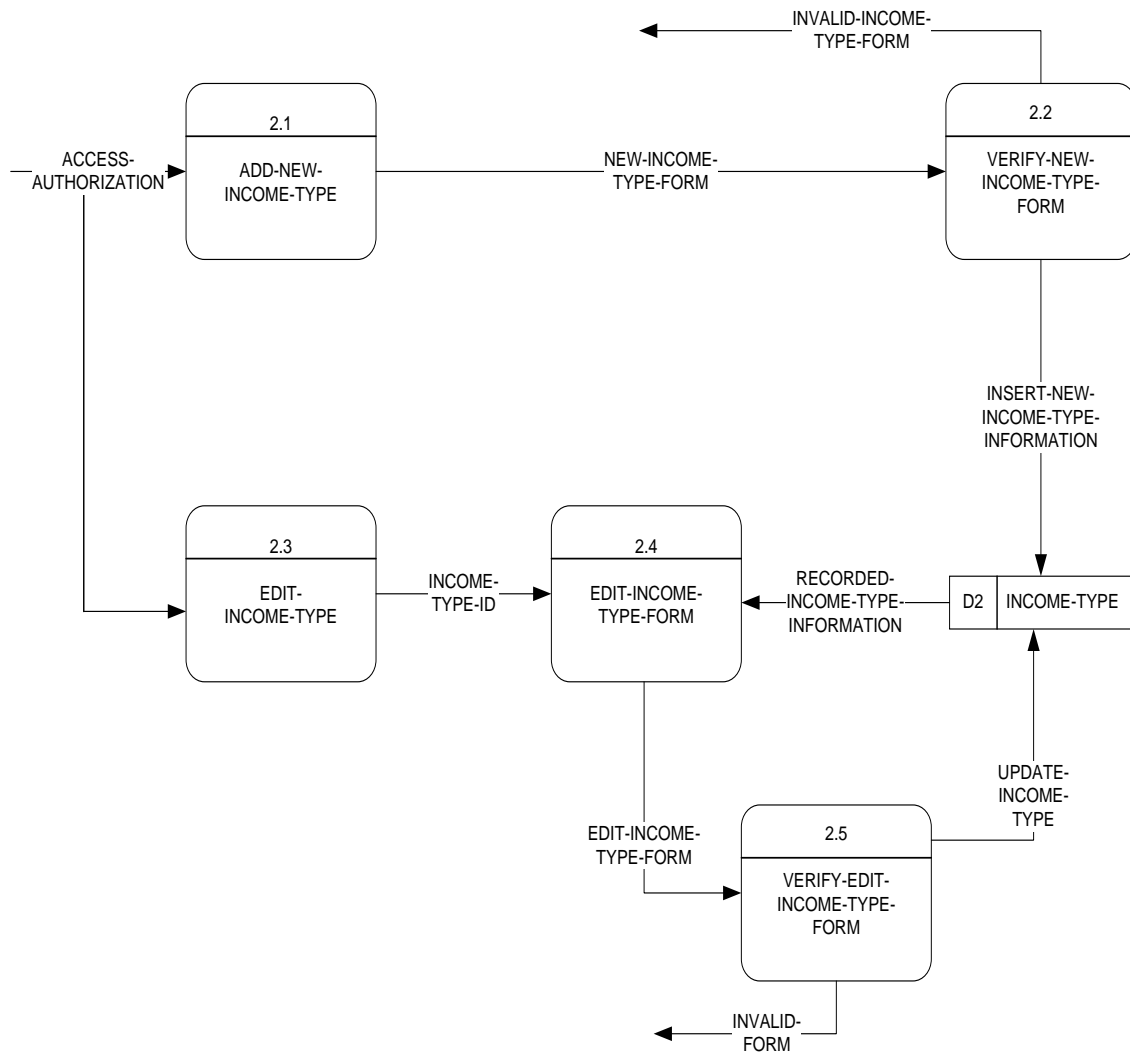 INVALID-INCOME-
TYPE-FORM
2.1
2.2
ACCESS-
AUTHORIZATION
ADD-NEW-
INCOME-TYPE
NEW-INCOME-
TYPE-FORM
VERIFY-NEW-
INCOME-TYPE-
FORM
INSERT-NEW-
INCOME-TYPE-
INFORMATION
2.3
EDIT-
INCOME-TYPE
INCOME-
TYPE-ID
2.4
EDIT-INCOME-
TYPE-FORM
RECORDED-
INCOME-TYPE-
INFORMATION
D2
INCOME-TYPE
UPDATE-
INCOME-
TYPE
EDIT-INCOME-
TYPE-FORM
2.5
VERIFY-EDIT-
INCOME-TYPE-
FORM
INVALID-
FORM